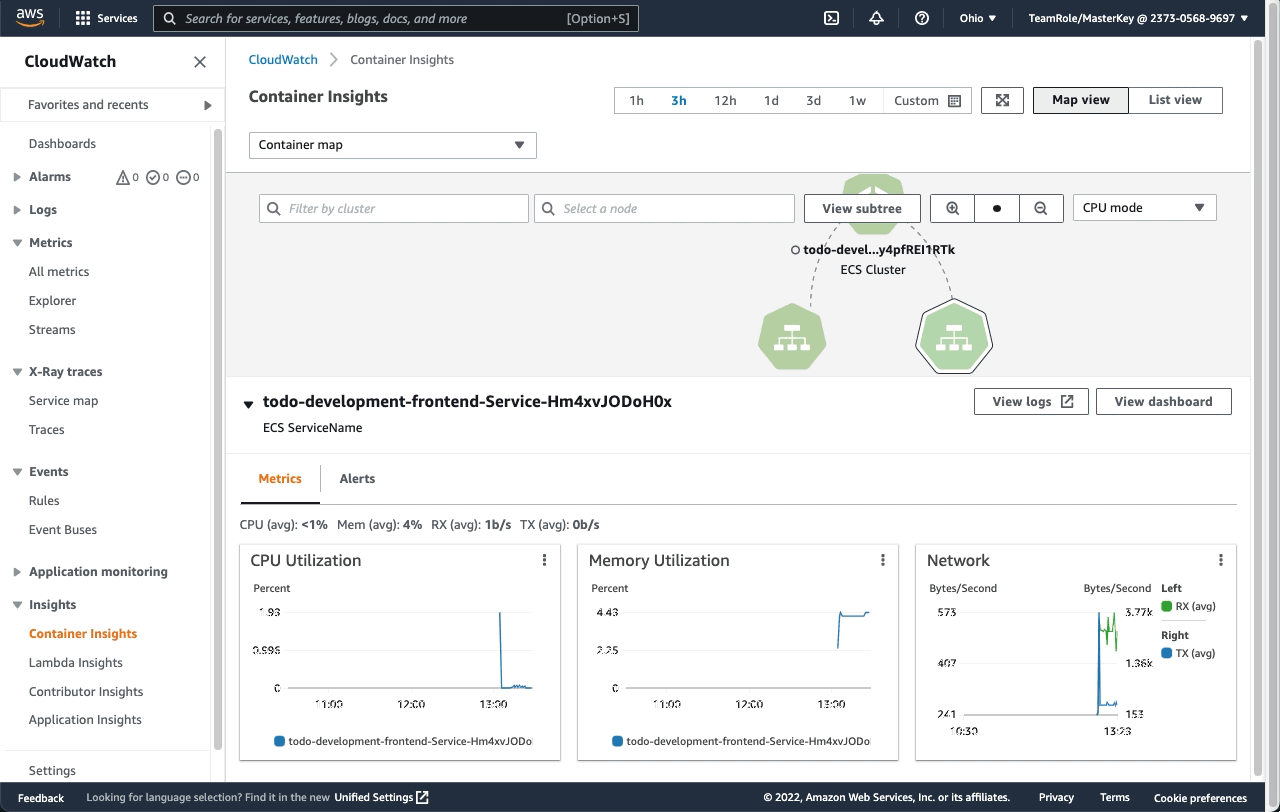 aws Services Search for services, features, blogs, docs, and more [Option+S] Ohio TeamRole/MasterKey @ 2373-0568-9697
CloudWatch
Favorites and recents
Dashboards
Alarms 0 0 0
Logs
Metrics
All metrics
Explorer
Streams
X-Ray traces
Service map
Traces
Events
Rules
Event Buses
Application monitoring
Insights
Container Insights
Lambda Insights
Contributor Insights
Application Insights
Settings
CloudWatch Container Insights
Container Insights
1h 3h 12h 1d 3d 1w Custom Map view List view
Container map
Filter by cluster Select a node View subtree CPU mode
todo-devel...y4pfREI1RTk
ECS Cluster
todo-development-frontend-Service-Hm4xvJODoH0x
ECS ServiceName
View logs View dashboard
Metrics Alerts
CPU (avg): <1% Mem (avg): 4% RX (avg): 1b/s TX (avg): 0b/s
CPU Utilization
Percent
1.93
0.996
0
11:00 12:00 13:00
todo-development-frontend-Service-Hm4xvJODo
Memory Utilization
Percent
4.43
2.25
0
11:00 12:00 13:00
todo-development-frontend-Service-Hm4xvJODo
Network
Bytes/Second Bytes/Second Left
573 3.77k RX (avg)
Right
407 1.96k TX (avg)
241 153
10:30 13:23
Feedback Looking for language selection? Find it in the new Unified Settings © 2022, Amazon Web Services, Inc. or its affiliates. Privacy Terms Cookie preferences